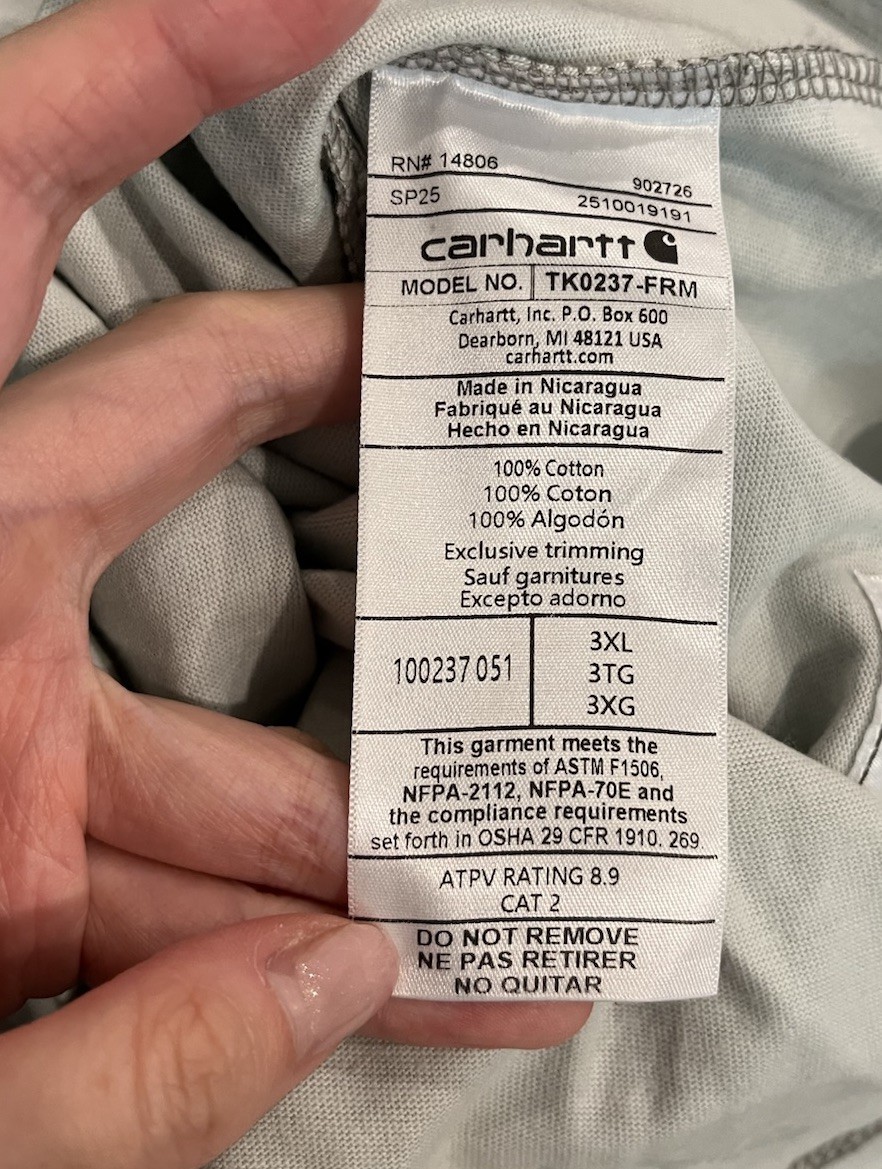 RN# 14806
902726
SP25
2510019191
carhartt
MODEL NO. TK0237-FRM
Carhartt, Inc. P.O. Box 600
Dearborn, MI 48121 USA
carhartt.com
Made in Nicaragua
Fabriqué au Nicaragua
Hecho en Nicaragua
100% Cotton
100% Coton
100% Algodón
Exclusive trimming
Sauf garnitures
Excepto adorno
100237 051
3XL
3TG
3XG
This garment meets the
requirements of ASTM F1506,
NFPA-2112, NFPA-70E and
the compliance requirements
set forth in OSHA 29 CFR 1910. 269.
ATPV RATING 8.9
CAT 2
DO NOT REMOVE
NE PAS RETIRER
NO QUITAR